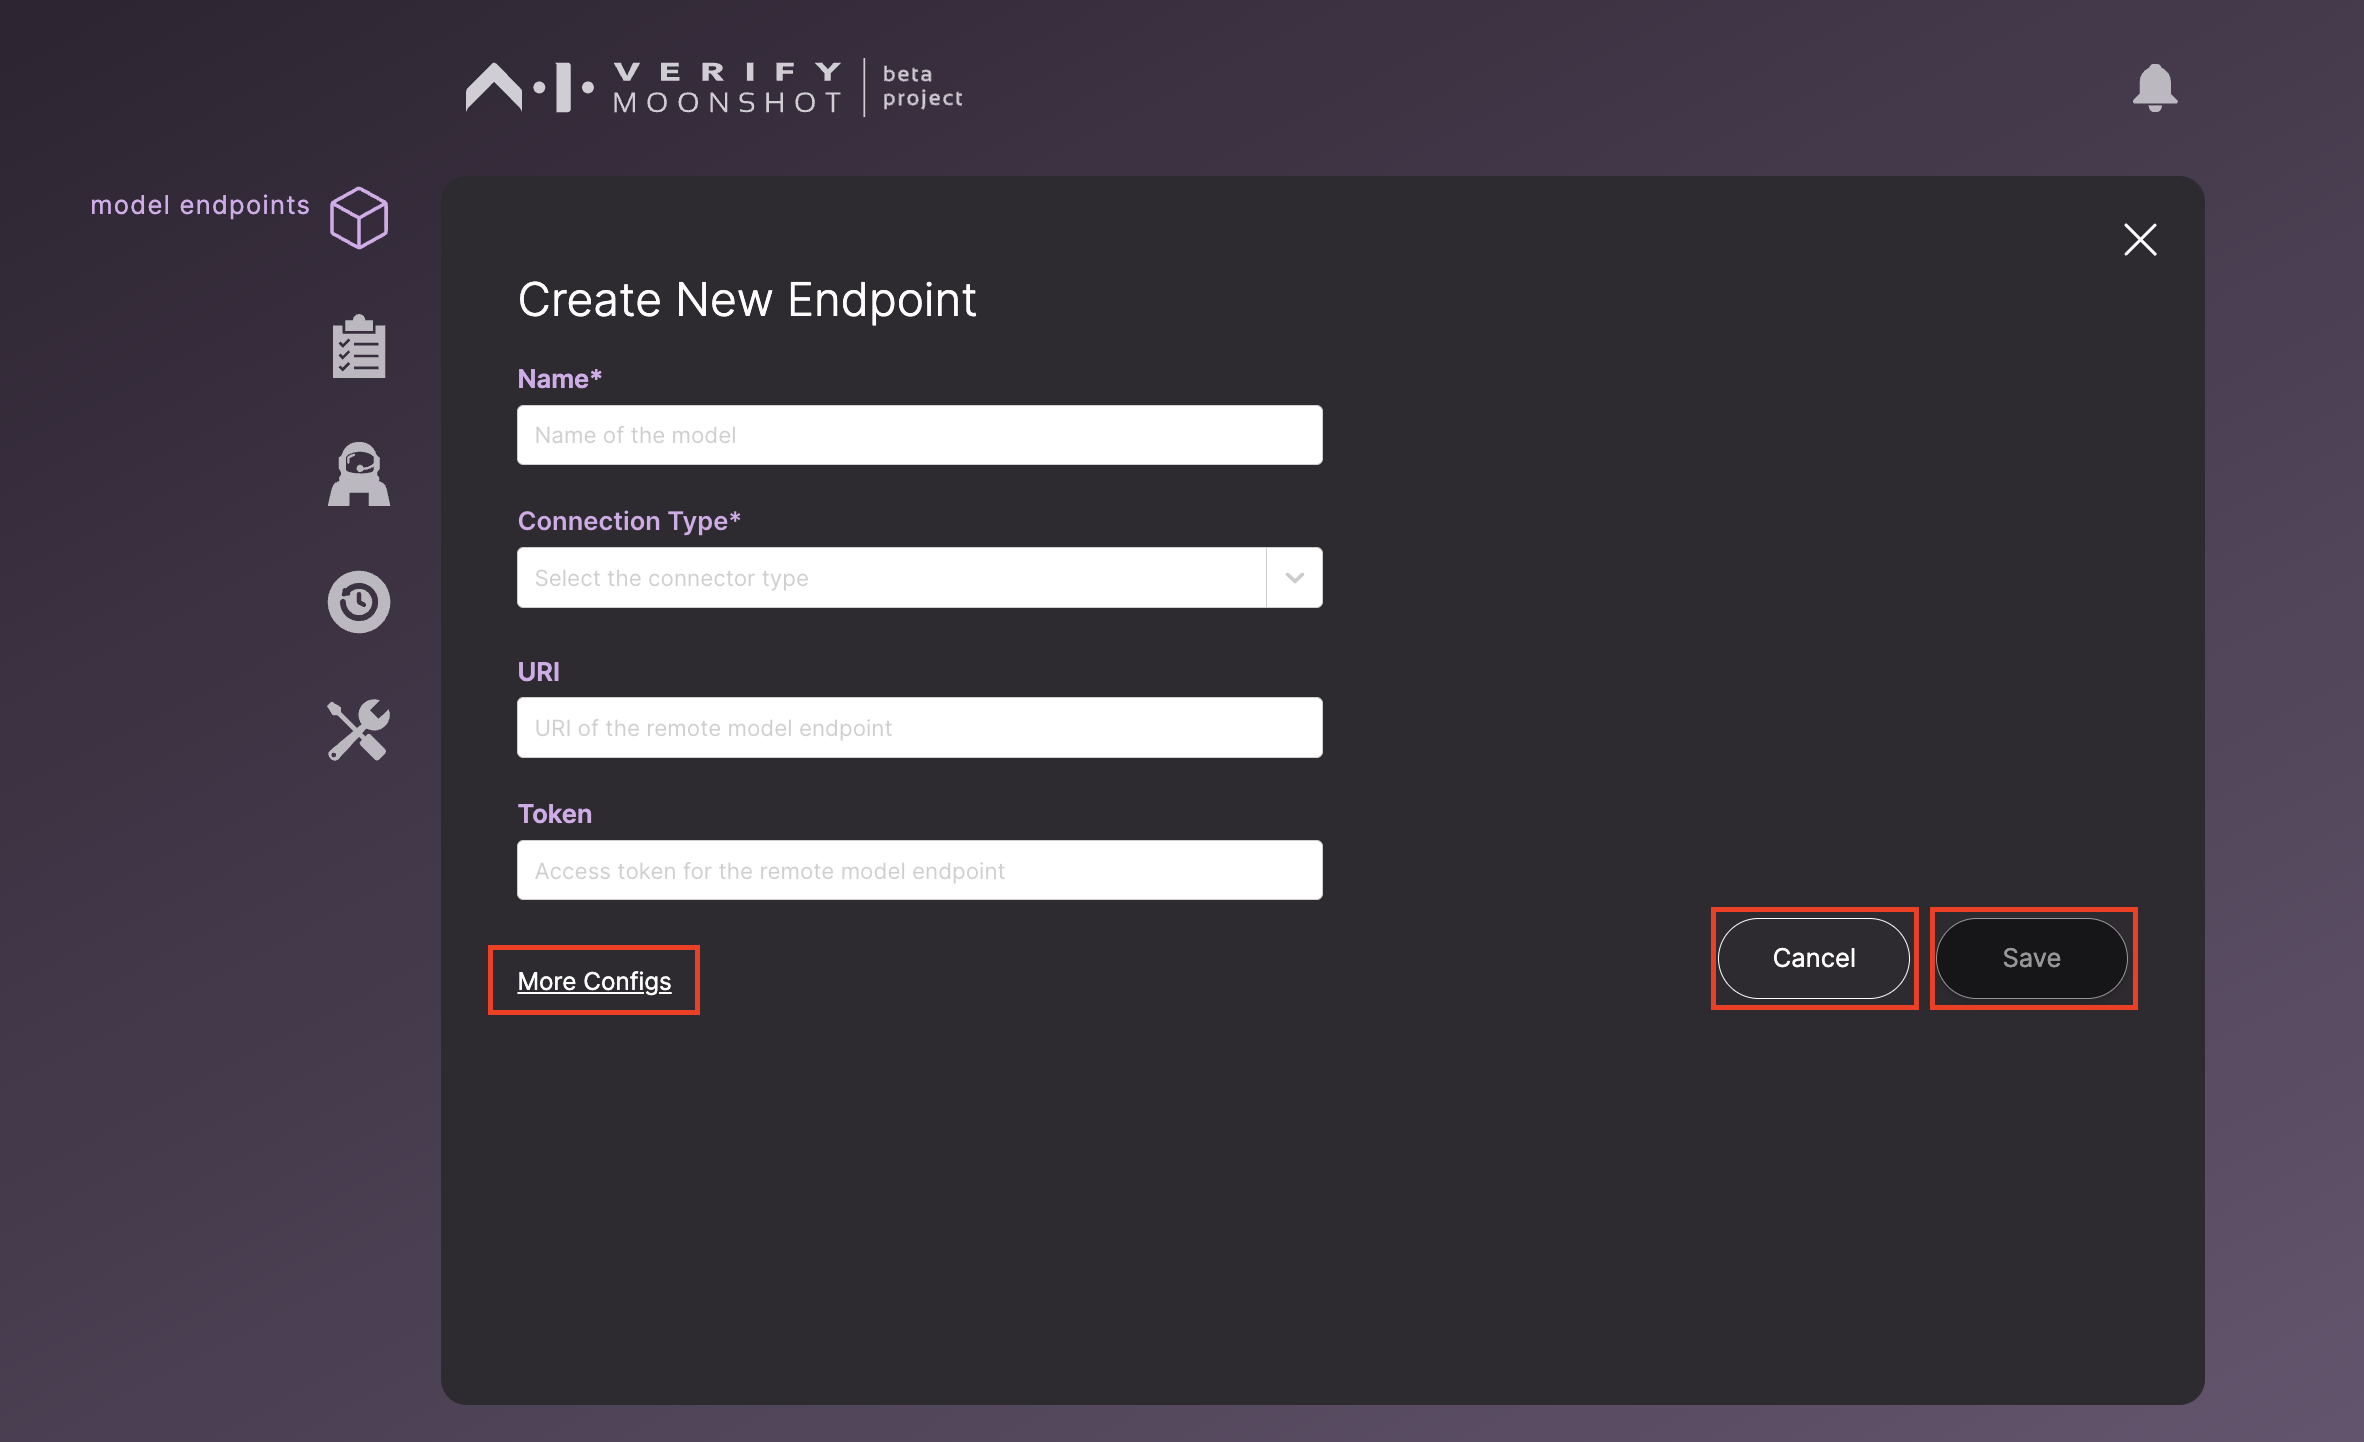 A.I. VERIFY
MOONSHOT
beta
project
model endpoints
Create New Endpoint
Name*
Name of the model
Connection Type*
Select the connector type
URI
URI of the remote model endpoint
Token
Access token for the remote model endpoint
More Configs
Cancel
Save